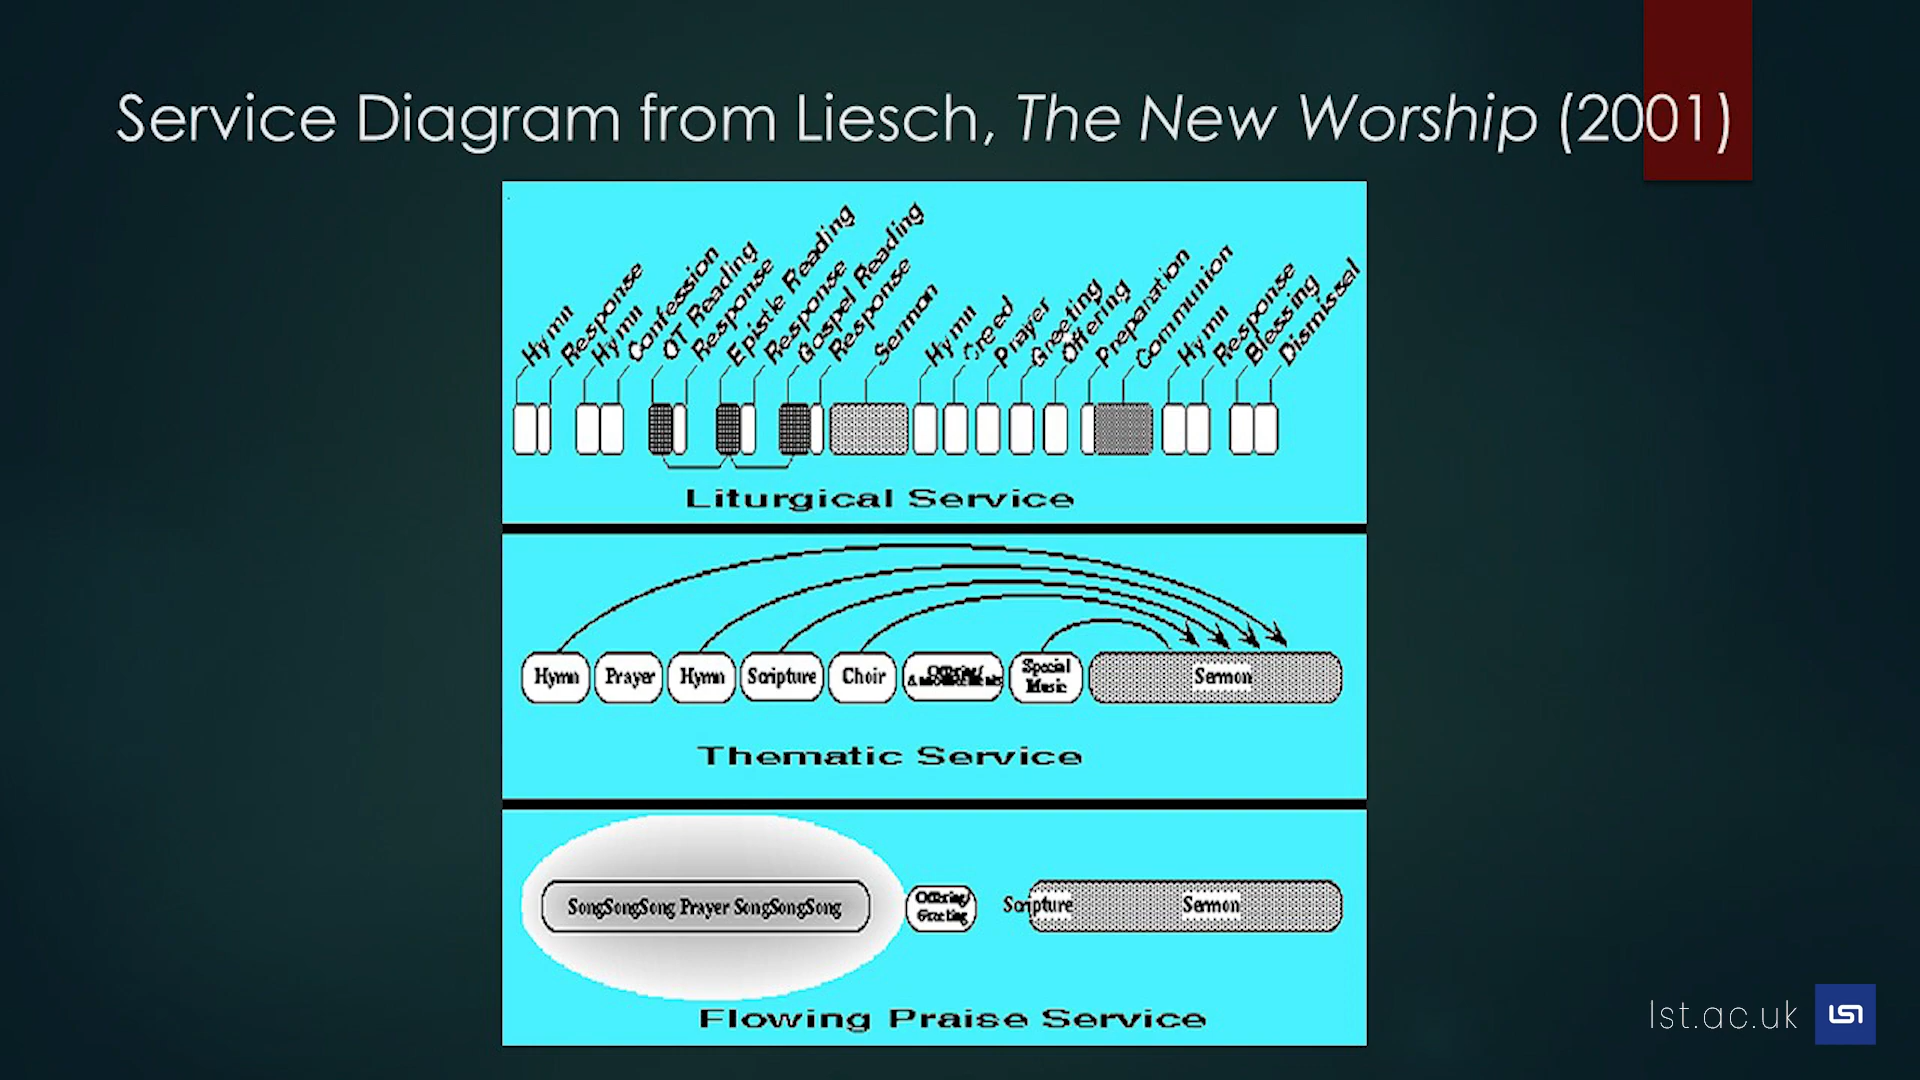 Service Diagram from Liesch, The New Worship (2001)
Hymn
Response
Hymn
Confession
OT Reading
Response
Epistle Reading
Response
Gospel Reading
Response
Sermon
Hymn
Creed
Prayer
Greeting
Offering
Preparation
Communion
Hymn
Response
Blessing
Dismissal
Liturgical Service
Hymn
Prayer
Hymn
Scripture
Choir
Offering/
Special
Music
Sermon
Thematic Service
SongSongSong Prayer SongSongSong
Offering/
Greeting
Scripture
Sermon
Flowing Praise Service
lst.ac.uk
LST